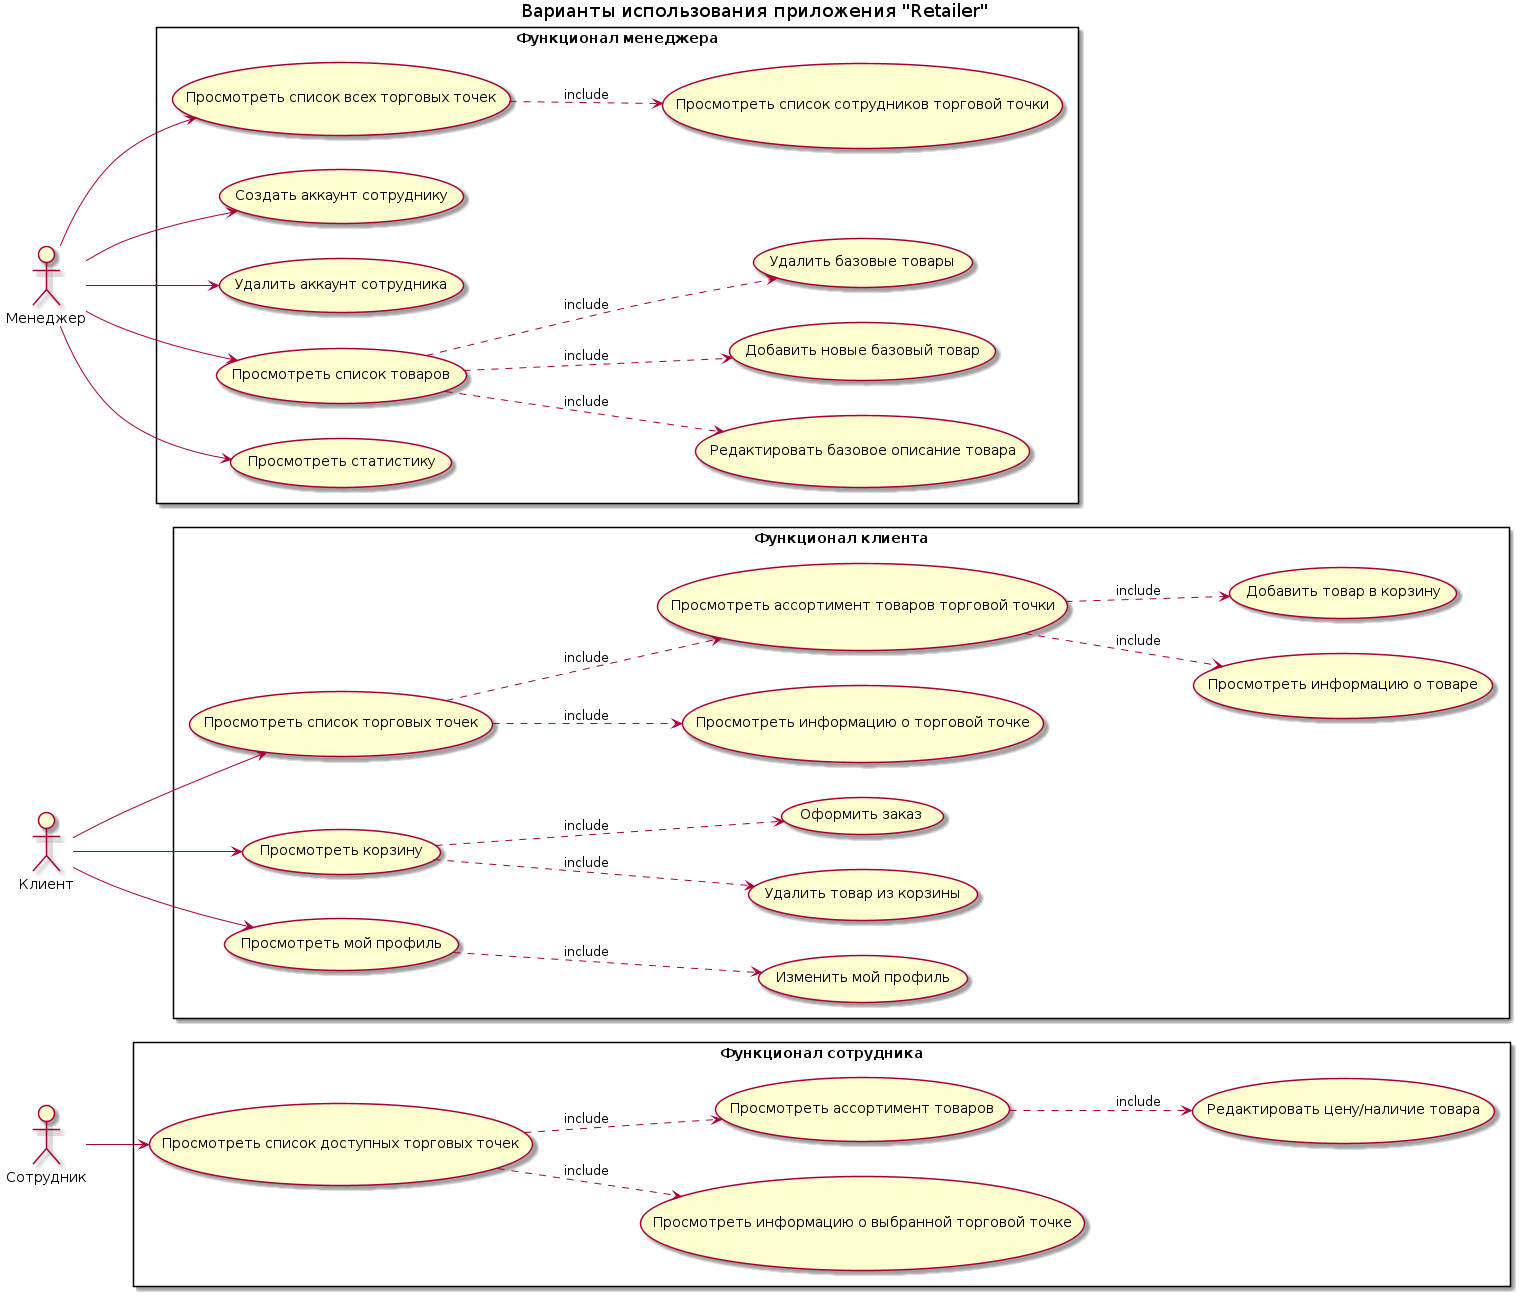 Варианты использования приложения "Retailer"
Функционал менеджера
Просмотреть список всех торговых точек
include
Просмотреть список сотрудников торговой точки
Создать аккаунт сотруднику
Удалить аккаунт сотрудника
Менеджер
Просмотреть список товаров
include
Удалить базовые товары
include
Добавить новые базовый товар
include
Редактировать базовое описание товара
Просмотреть статистику
Функционал клиента
Просмотреть список торговых точек
include
Просмотреть ассортимент товаров торговой точки
include
Добавить товар в корзину
include
Просмотреть информацию о товаре
include
Просмотреть информацию о торговой точке
Клиент
Просмотреть корзину
include
Оформить заказ
include
Удалить товар из корзины
Просмотреть мой профиль
include
Изменить мой профиль
Функционал сотрудника
Сотрудник
Просмотреть список доступных торговых точек
include
Просмотреть ассортимент товаров
include
Редактировать цену/наличие товара
include
Просмотреть информацию о выбранной торговой точке